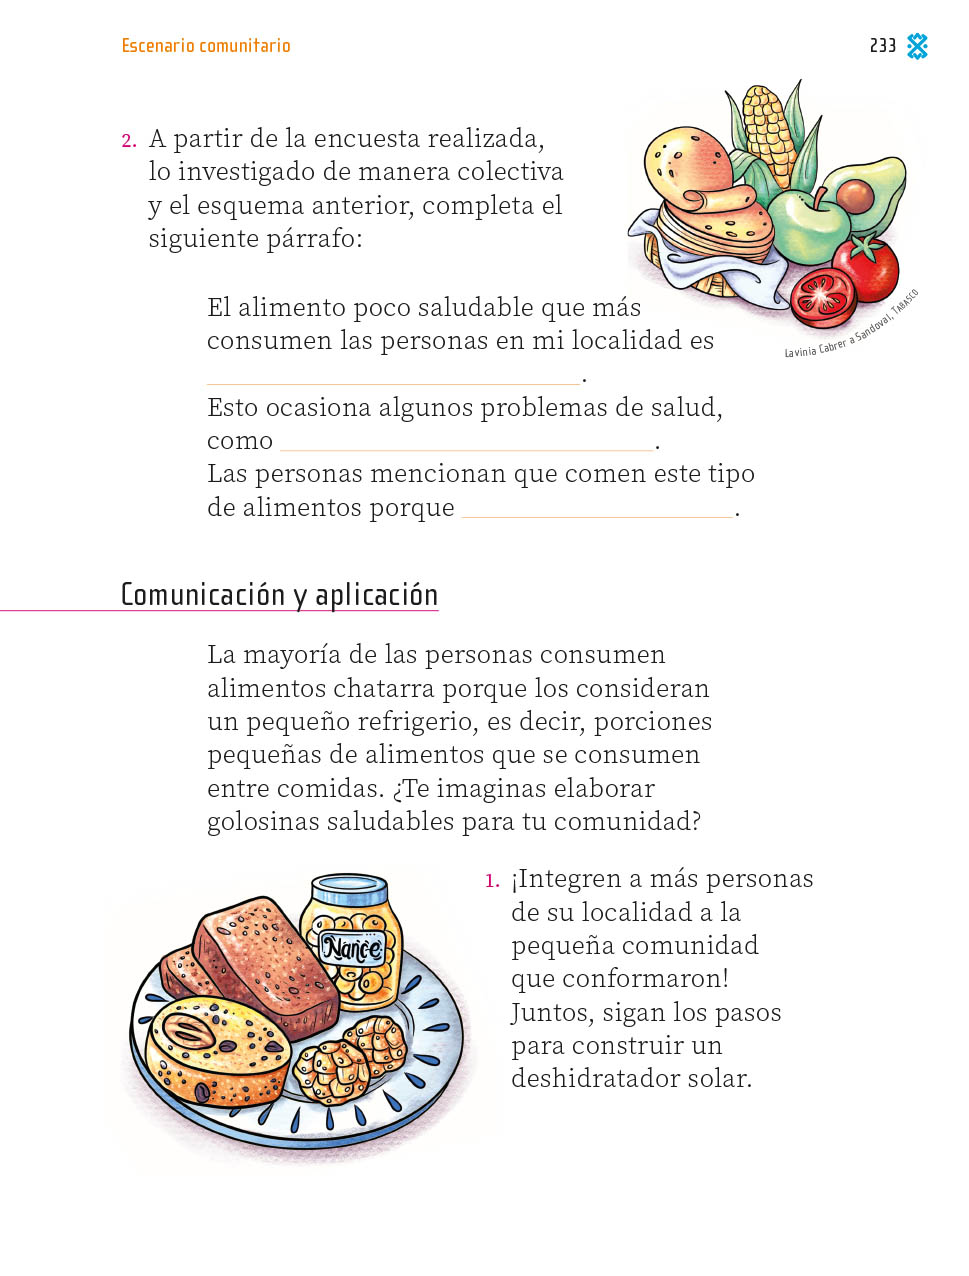 Escenario comunitario
233
2. A partir de la encuesta realizada,
lo investigado de manera colectiva
y el esquema anterior, completa el
siguiente párrafo:
Lavinia Cabrera Sandoval, TABASCO
El alimento poco saludable que más
consumen las personas en mi localidad es
.
Esto ocasiona algunos problemas de salud,
como .
Las personas mencionan que comen este tipo
de alimentos porque .
Comunicación y aplicación
La mayoría de las personas consumen
alimentos chatarra porque los consideran
un pequeño refrigerio, es decir, porciones
pequeñas de alimentos que se consumen
entre comidas. ¿Te imaginas elaborar
golosinas saludables para tu comunidad?
Nance
1. ¡Integren a más personas
de su localidad a la
pequeña comunidad
que conformaron!
Juntos, sigan los pasos
para construir un
deshidratador solar.